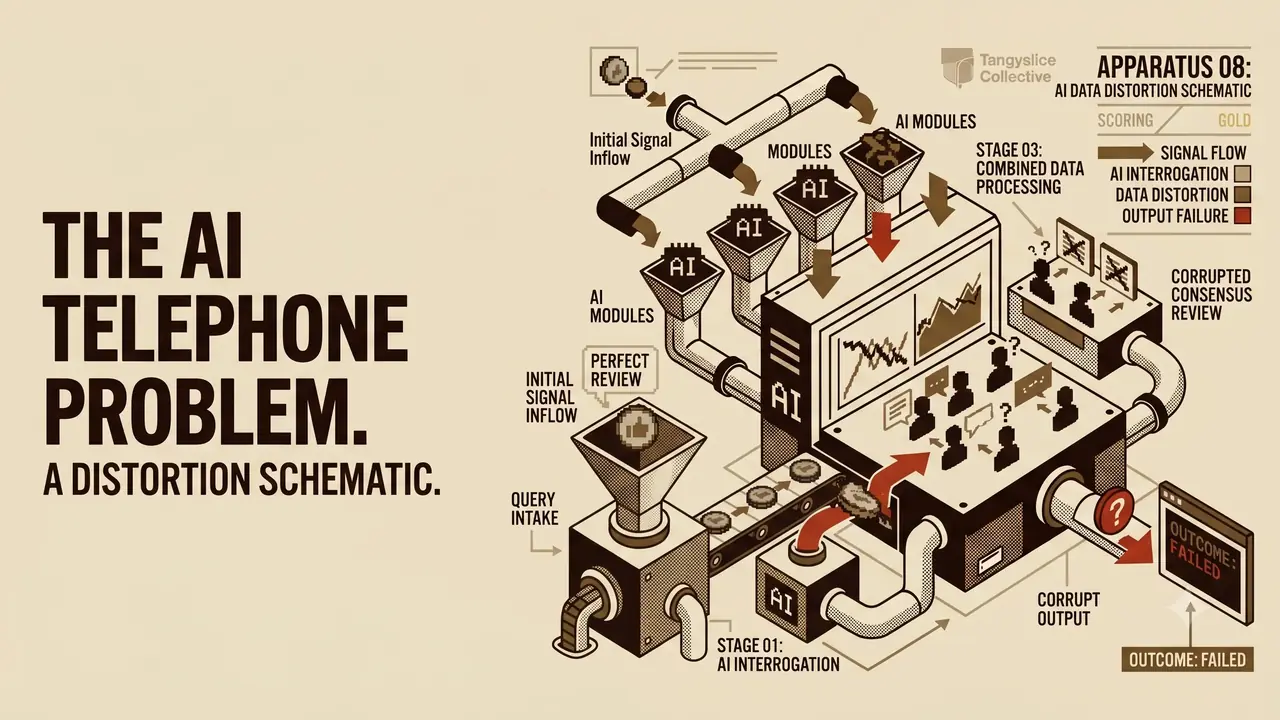 THE AI
TELEPHONE
PROBLEM.
A DISTORTION SCHEMATIC.
Tangyslice
Collective
APPARATUS 08:
AI DATA DISTORTION SCHEMATIC
SCORING
GOLD
SIGNAL FLOW
AI INTERROGATION
DATA DISTORTION
OUTPUT FAILURE
Initial Signal
Inflow
MODULES
AI MODULES
STAGE 03:
COMBINED DATA
PROCESSING
AI
AI
AI
AI
MODULES
? ?
CORRUPTED
CONSENSUS
REVIEW
PERFECT
REVIEW
INITIAL
SIGNAL
INFLOW
AI
? ?
?
QUERY
INTAKE
AI
?
OUTCOME:
FAILED
STAGE 01:
AI INTERROGATION
CORRUPT
OUTPUT
OUTCOME: FAILED